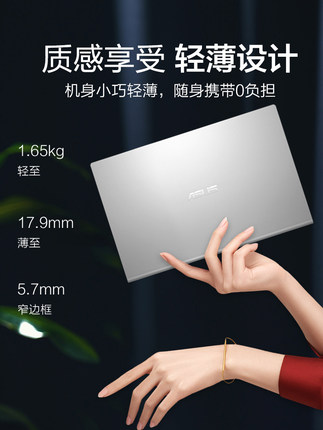 质感享受 轻薄设计
机身小巧轻薄，随身携带0负担
1.65kg
轻至
17.9mm
薄至
5.7mm
窄边框
ASUS